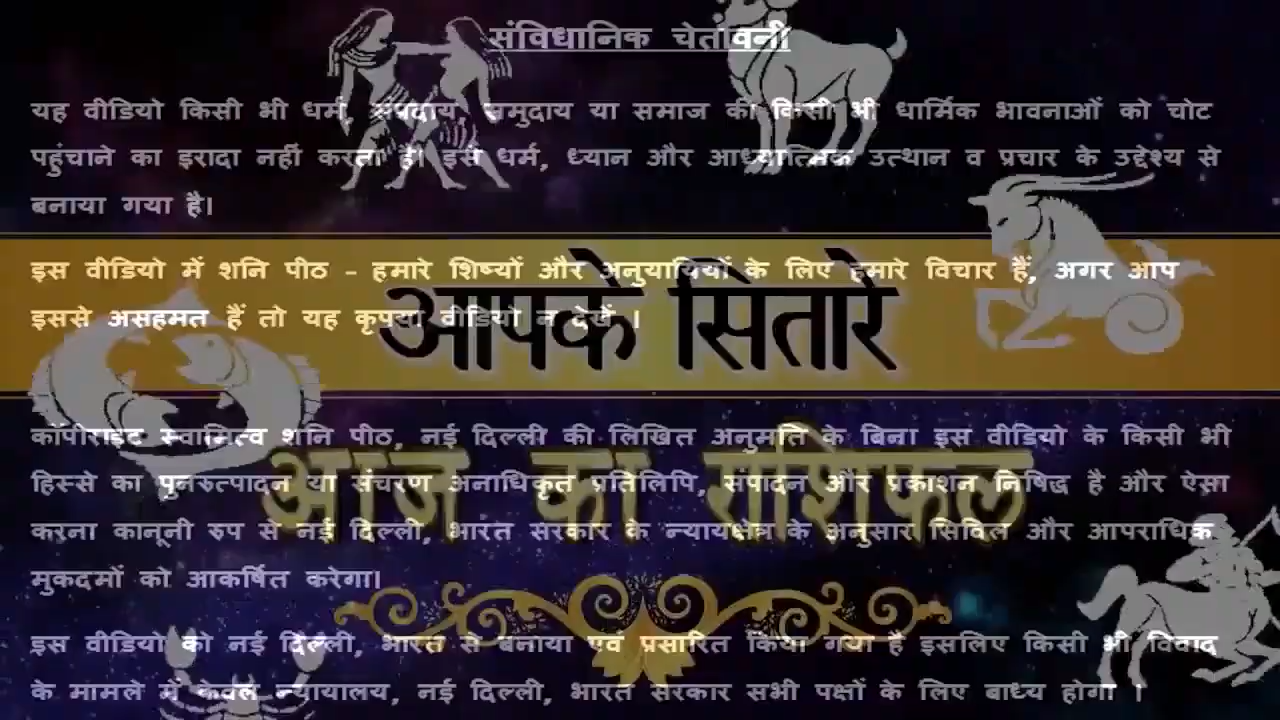 संविधानिक चेतावनी
यह वीडियो किसी भी धर्म, संप्रदाय, समुदाय या समाज की किसी भी धार्मिक भावनाओं को चोट
पहुंचाने का इरादा नहीं करता है। इसे धर्म, ध्यान और आध्यात्मिक उत्थान व प्रचार के उद्देश्य से
बनाया गया है।
इस वीडियो में शनि पीठ - हमारे शिष्यों और अनुयायियों के लिए हमारे विचार हैं, अगर आप
इससे असहमत हैं तो यह कृपया वीडियो न देखें ।
आपके सितारे
कॉपीराइट स्वामित्व शनि पीठ, नई दिल्ली की लिखित अनुमति के बिना इस वीडियो के किसी भी
आज का राशिफल
हिस्से का पुनरुत्पादन या संचरण अनाधिकृत प्रतिलिपि, संपादन और प्रकाशन निषिद्ध है और ऐसा
करना कानूनी रुप से नई दिल्ली, भारत सरकार के न्यायक्षेत्र के अनुसार सिविल और आपराधिक
मुकदमों को आकर्षित करेगा।
इस वीडियो को नई दिल्ली, भारत से बनाया एवं प्रसारित किया गया है इसलिए किसी भी विवाद
के मामले में केवल न्यायालय, नई दिल्ली, भारत सरकार सभी पक्षों के लिए बाध्य होगा ।